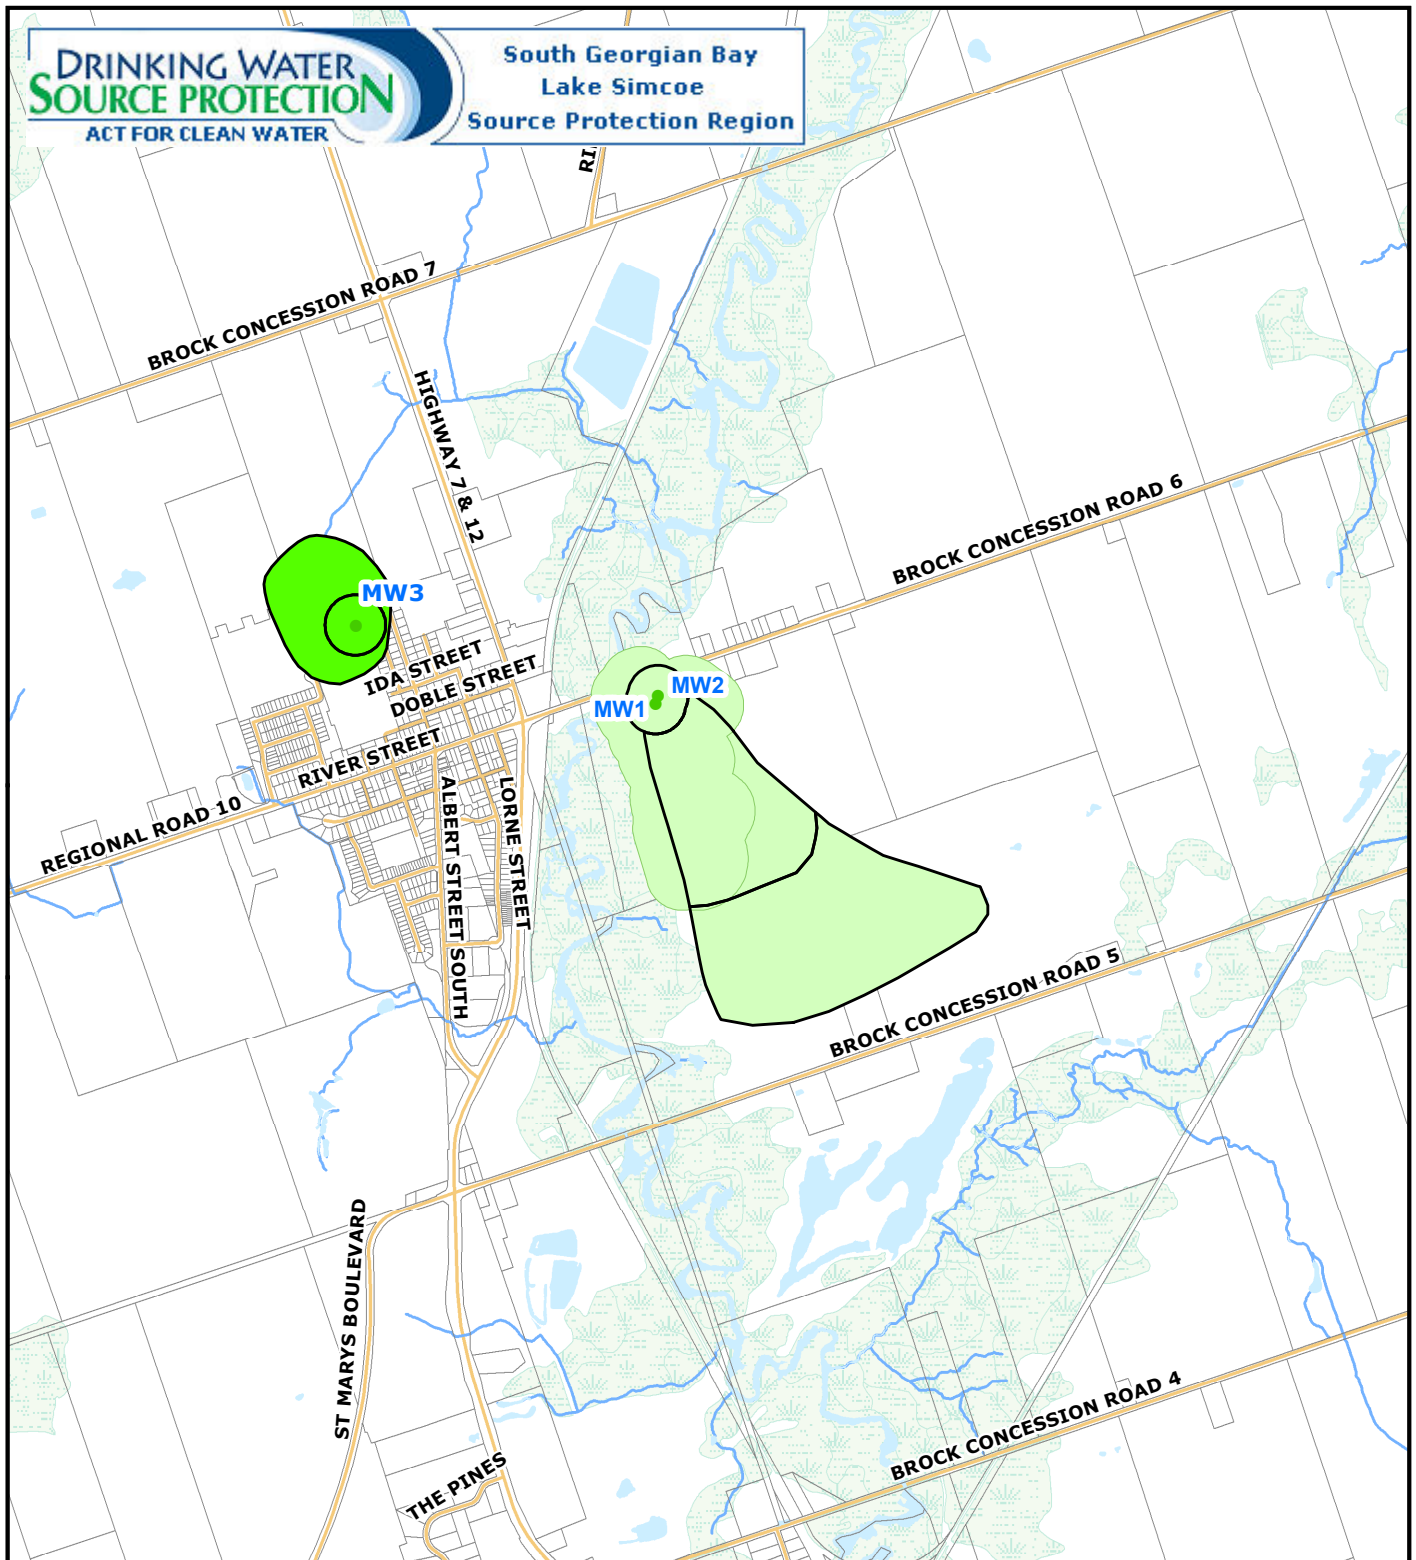 DRINKING WATER
SOURCE PROTECTION
ACT FOR CLEAN WATER
South Georgian Bay
Lake Simcoe
Source Protection Region
RI
BROCK CONCESSION ROAD 7
HIGHWAY 7 & 12
BROCK CONCESSION ROAD 6
MW3
IDA STREET
DOBLE STREET
MW2
MW1
RIVER STREET
REGIONAL ROAD 10
ALBERT STREET SOUTH
LORNE STREET
BROCK CONCESSION ROAD 5
ST MARYS BOULEVARD
BROCK CONCESSION ROAD 4
THE PINES